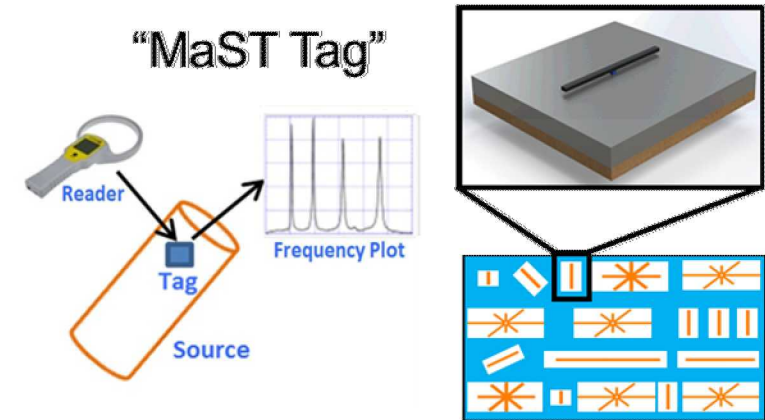 “MaST Tag”
Reader
Frequency Plot
Tag
Source